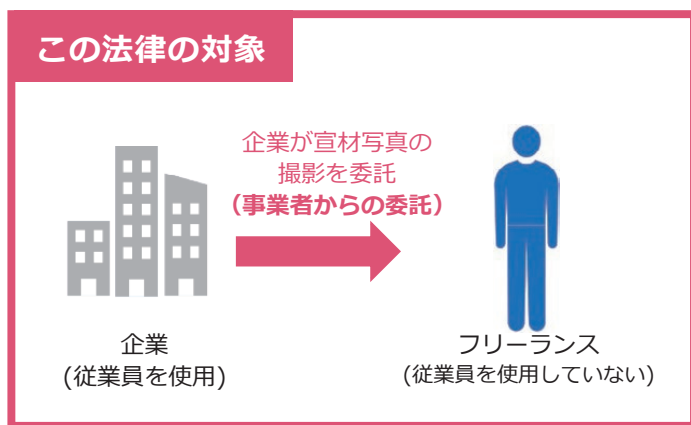 この法律の対象
企業が宣材写真の
撮影を委託
（事業者からの委託）
企業
(従業員を使用)
フリーランス
(従業員を使用していない)